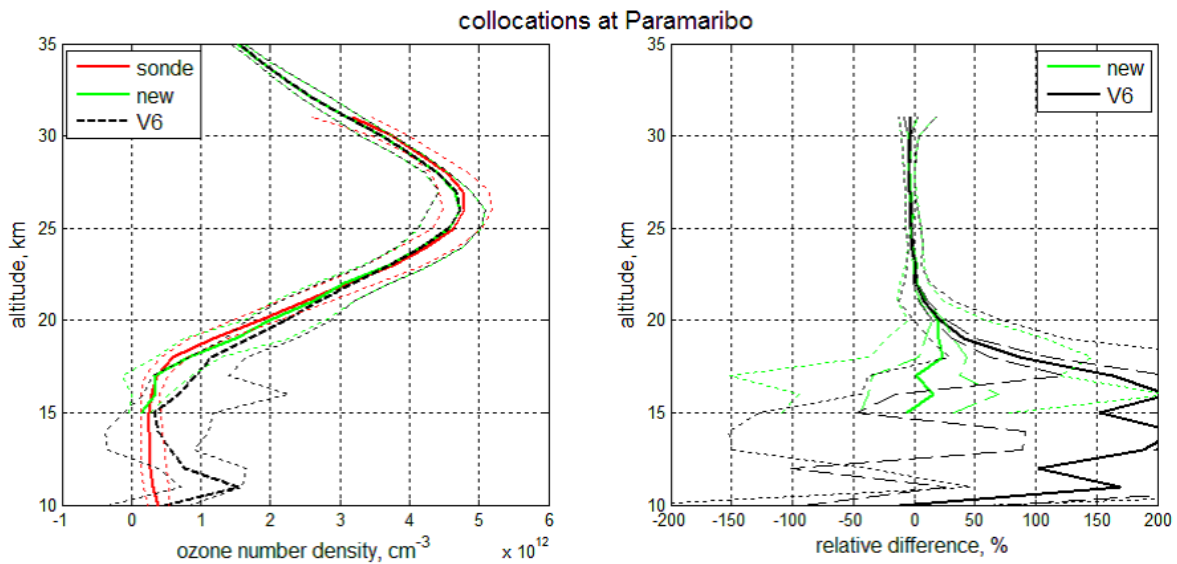 collocations at Paramaribo
35
30
25
20
15
10
altitude, km
sonde
new
V6
-1
0
1
2
3
4
5
6
ozone number density, cm-3
x 10^12
35
30
25
20
15
10
altitude, km
new
V6
-200
-150
-100
-50
0
50
100
150
200
relative difference, %